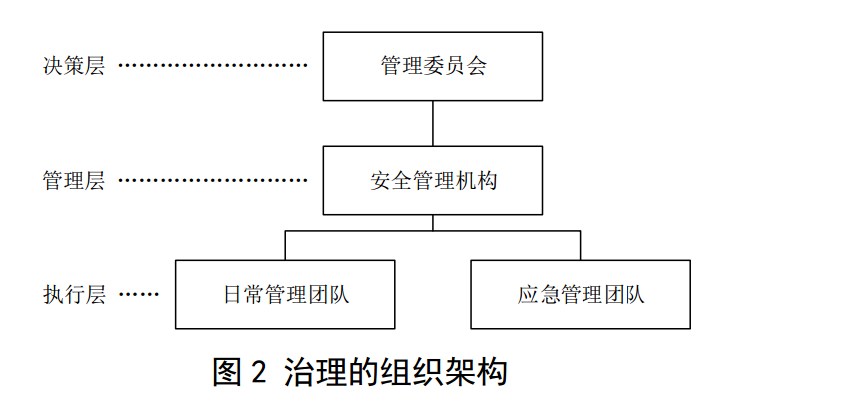 决策层 ………………………… 管理委员会
管理层 ………………………… 安全管理机构
执行层 …… 日常管理团队 应急管理团队
图2 治理的组织架构